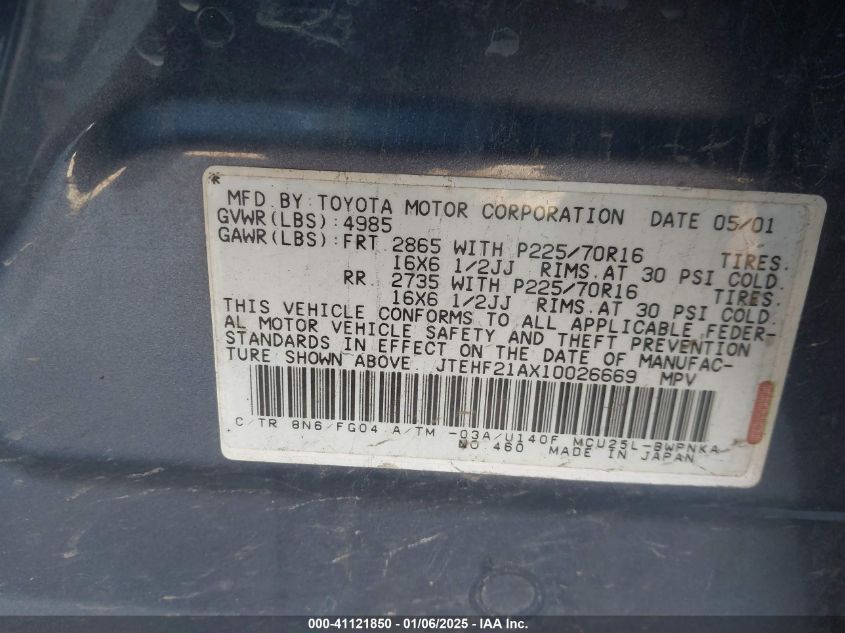 MFD. BY: TOYOTA MOTOR CORPORATION DATE 05/01
GVWR(LBS): 4985
GAWR(LBS): FRT 2865 WITH P225/70R16 TIRES.
16X6 1/2JJ RIMS. AT 30 PSI COLD.
RR 2735 WITH P225/70R16 TIRES.
16X6 1/2JJ RIMS. AT 30 PSI COLD.
THIS VEHICLE CONFORMS TO ALL APPLICABLE FEDER-
AL MOTOR VEHICLE SAFETY AND THEFT PREVENTION
STANDARDS IN EFFECT ON THE DATE OF MANUFAC-
TURE SHOWN ABOVE. JTEHF21AX10026669 MPV
C/TR 8N6/FG04 A/TM -03A/U140F MCU25L-BWPNKA
NO.460 MADE IN JAPAN
000-41121850 - 01/06/2025 - IAA Inc.